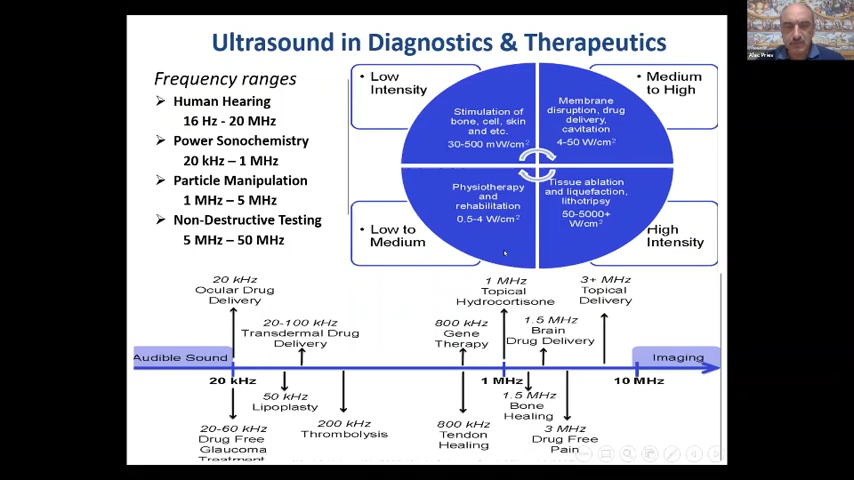 Ultrasound in Diagnostics & Therapeutics
Frequency ranges
Human Hearing
16 Hz - 20 MHz
Power Sonochemistry
20 kHz – 1 MHz
Particle Manipulation
1 MHz – 5 MHz
Non-Destructive Testing
5 MHz – 50 MHz
• Low
Intensity
• Medium
to High
Stimulation of
bone, cell, skin
and etc.
30-500 mW/cm²
Membrane
disruption, drug
delivery,
cavitation
4-50 W/cm²
Physiotherapy
and
rehabilitation
0.5-4 W/cm²
Tissue ablation
and liquefaction,
lithotripsy
50-5000+
W/cm²
• Low to
Medium
High
Intensity
20 kHz
Ocular Drug
Delivery
20-100 kHz
Transdermal Drug
Delivery
800 kHz
Gene
Therapy
1 MHz
Topical
Hydrocortisone
1.5 MHz
Brain
Drug Delivery
3+ MHz
Topical
Delivery
Audible Sound
Imaging
20 kHz
1 MHz
10 MHz
20-60 kHz
Drug Free
Glaucoma
Treatment
50 kHz
Lipoplasty
200 kHz
Thrombolysis
800 kHz
Tendon
Healing
1.5 MHz
Bone
Healing
3 MHz
Drug Free
Pain